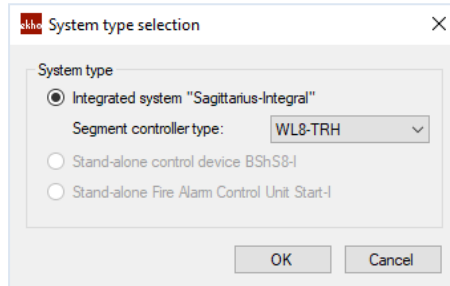 ekho System type selection
System type
Integrated system "Sagittarius-Integral"
Segment controller type: WL8-TRH
Stand-alone control device BShS8-I
Stand-alone Fire Alarm Control Unit Start-I
OK Cancel